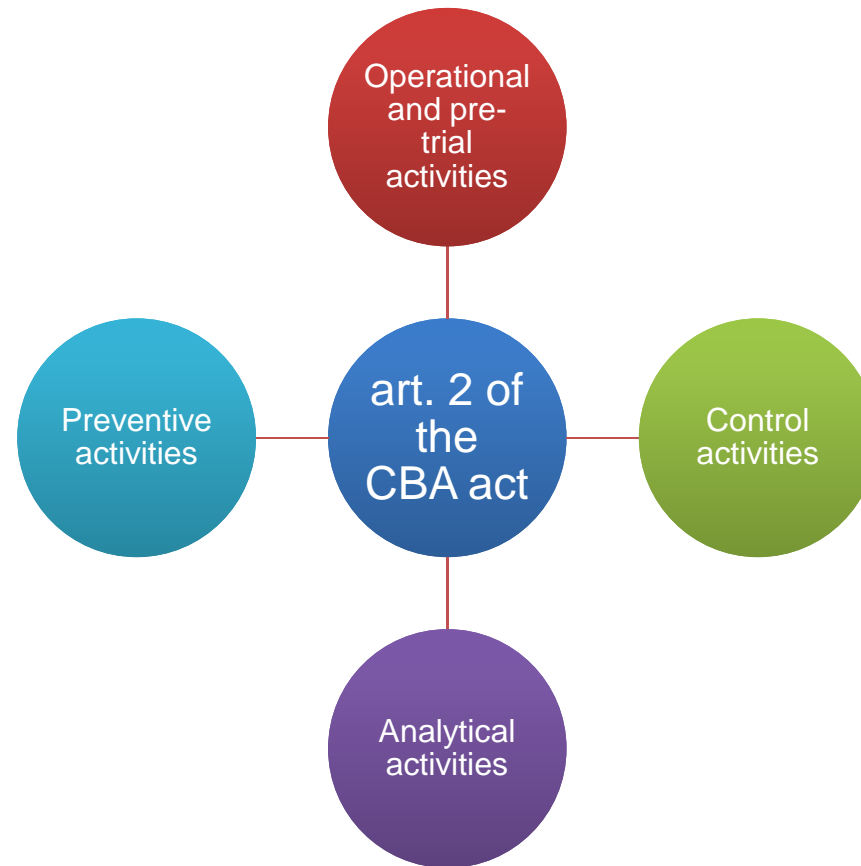 Operational
and pre-
trial
activities
Preventive
activities
art. 2 of
the
CBA act
Control
activities
Analytical
activities